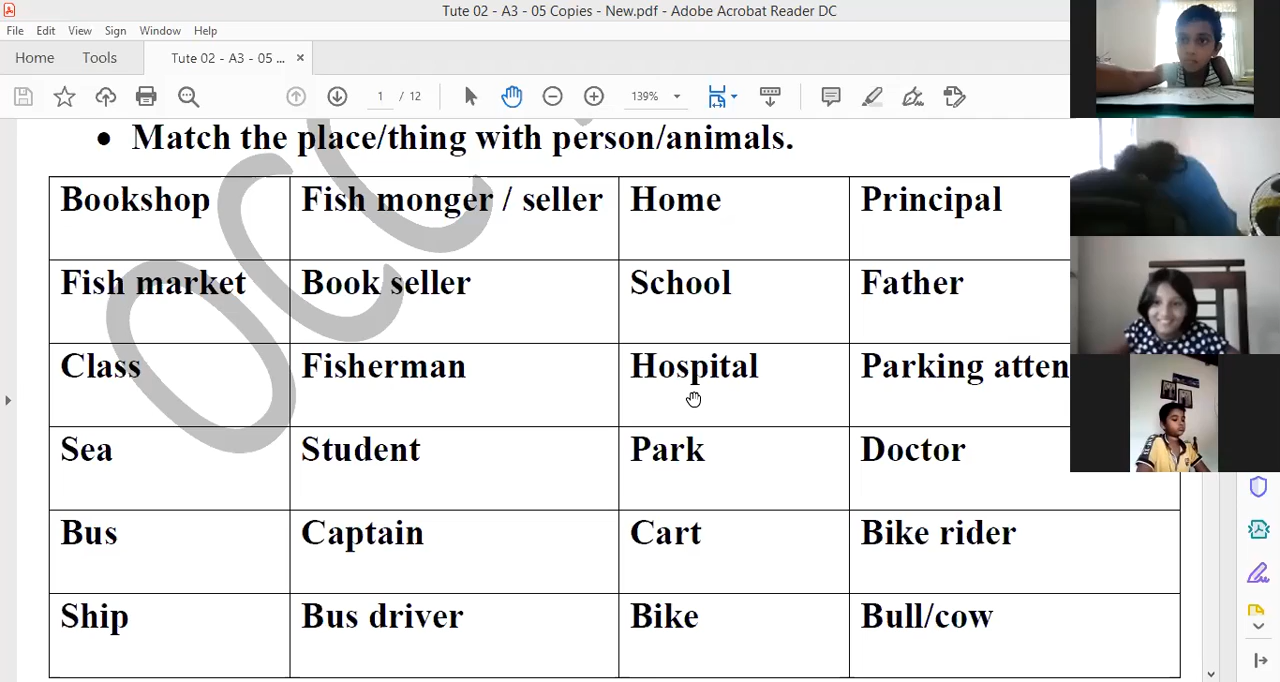 Tute 02 - A3 - 05 Copies - New.pdf - Adobe Acrobat Reader DC
File Edit View Sign Window Help
Home Tools Tute 02 - A3 - 05 ... ×
1 / 12 139%
• Match the place/thing with person/animals.
Bookshop Fish monger / seller Home Principal
Fish market Book seller School Father
Class Fisherman Hospital Parking atten
Sea Student Park Doctor
Bus Captain Cart Bike rider
Ship Bus driver Bike Bull/cow